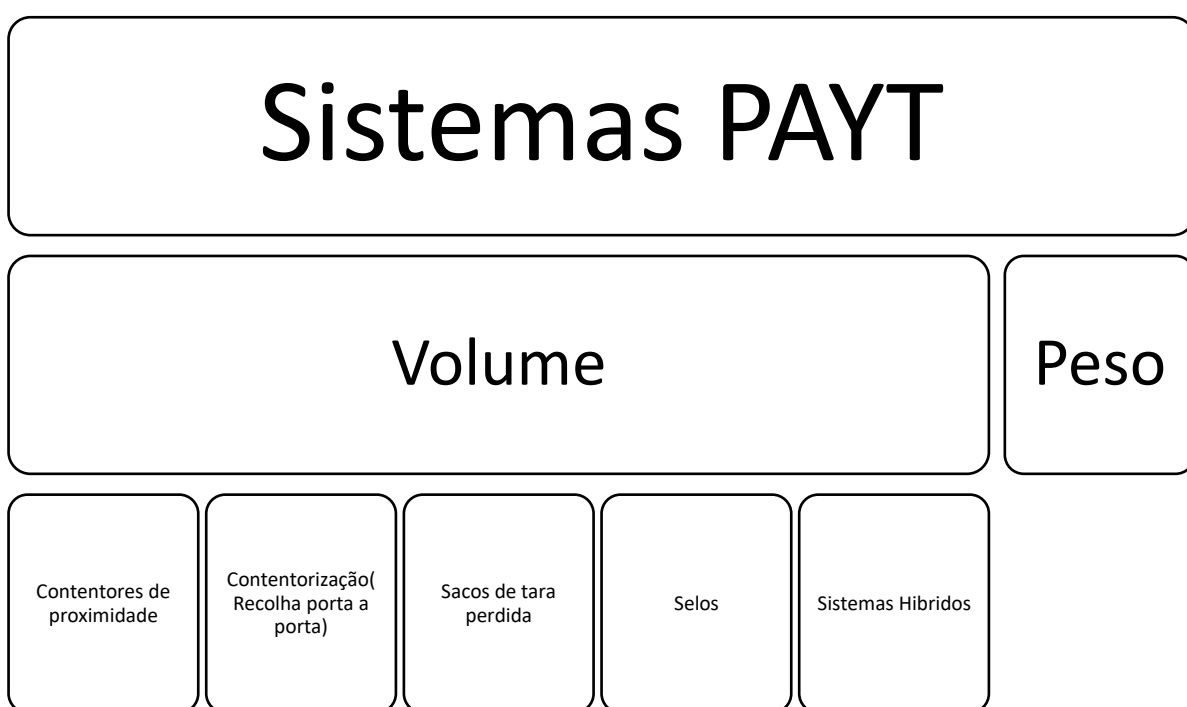 Sistemas PAYT
Volume
Peso
Contentores de
proximidade
Contentorização(
Recolha porta a
porta)
Sacos de tara
perdida
Selos
Sistemas Hibridos